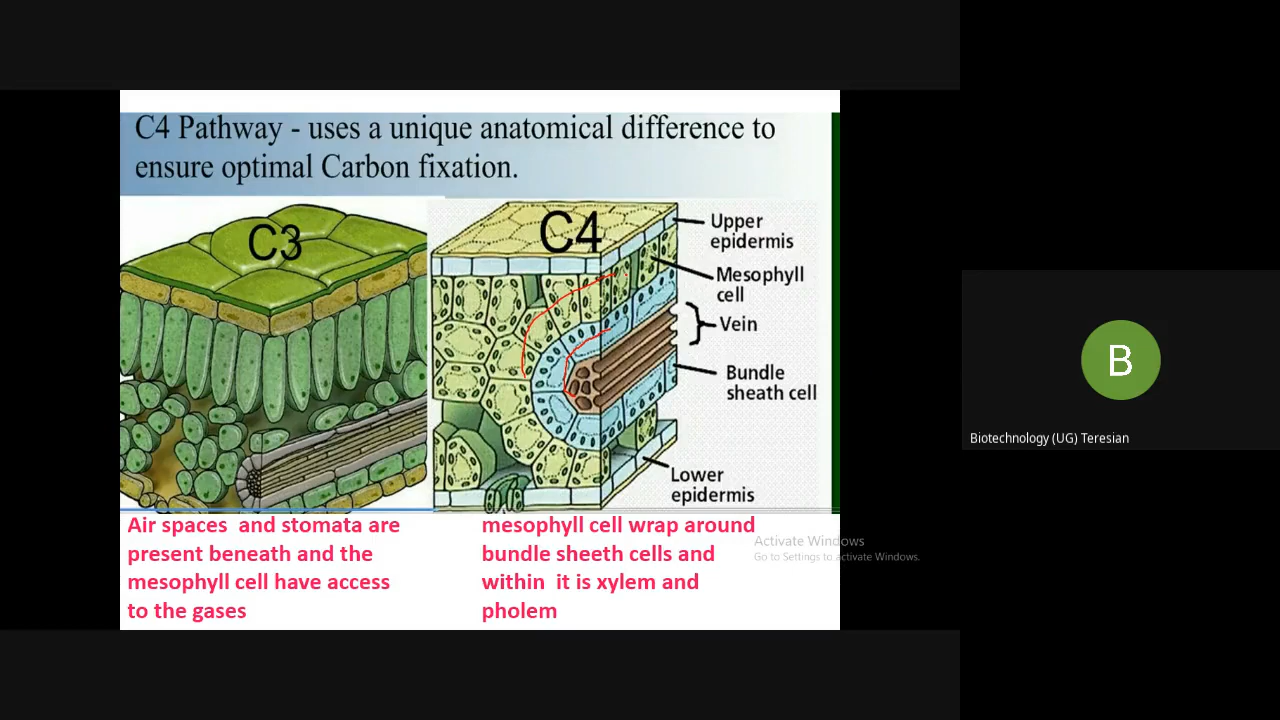 C4 Pathway - uses a unique anatomical difference to
ensure optimal Carbon fixation.
C3
C4
Upper
epidermis
Mesophyll
cell
Vein
Bundle
sheath cell
Lower
epidermis
Air spaces and stomata are
present beneath and the
mesophyll cell have access
to the gases
mesophyll cell wrap around
bundle sheeth cells and
within it is xylem and
pholem
Activate Windows
Go to Settings to activate Windows.
B
Biotechnology (UG) Teresian